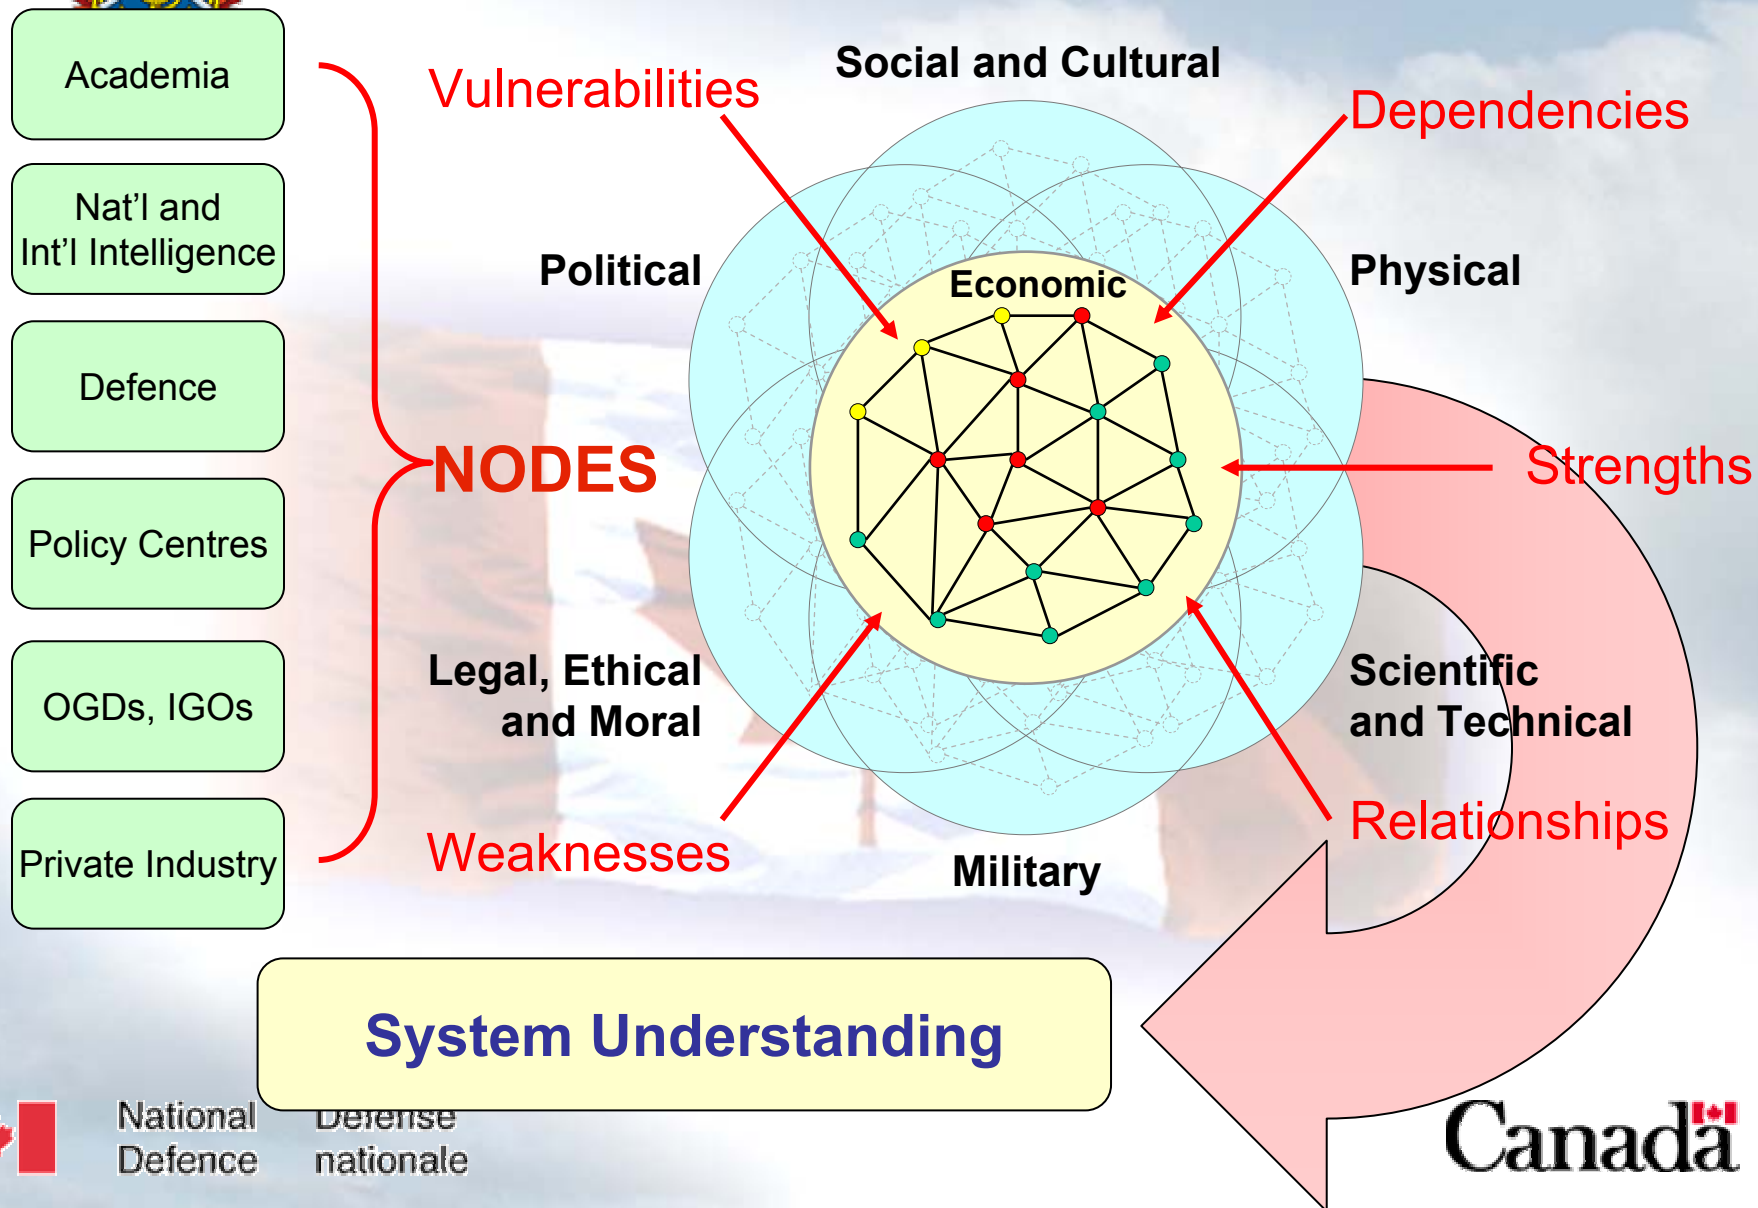 Academia
Nat'l and
Int'l Intelligence
Defence
Policy Centres
OGDs, IGOs
Private Industry
NODES
Vulnerabilities
Social and Cultural
Dependencies
Political
Economic
Physical
Strengths
Legal, Ethical
and Moral
Scientific
and Technical
Weaknesses
Military
Relationships
System Understanding
National
Defence
Défense
nationale
Canada